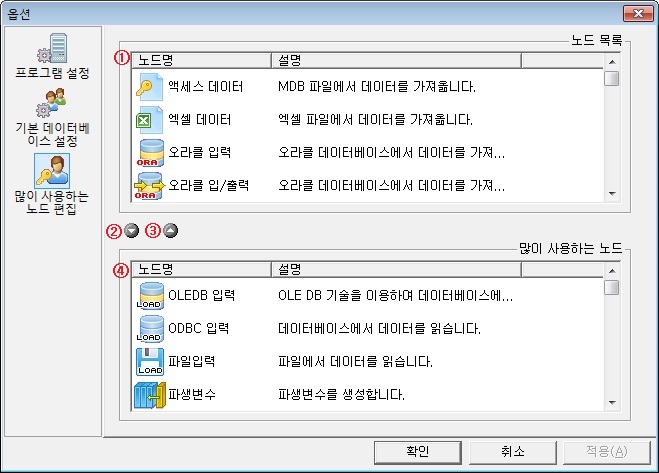 옵션
프로그램 설정
기본 데이터베
이스 설정
많이 사용하는
노드 편집
노드 목록
① 노드명 설명
액세스 데이터 MDB 파일에서 데이터를 가져옮니다.
엑셀 데이터 엑셀 파일에서 데이터를 가져옮니다.
ORA 오라클 입력 오라클 데이터베이스에서 데이터를 가져...
ORA 오라클 입/출력 오라클 데이터베이스에서 데이터를 가져...
② ③
많이 사용하는 노드
④ 노드명 설명
LOAD OLEDB 입력 OLE DB 기술을 이용하여 데이터베이스에...
LOAD ODBC 입력 데이터베이스에서 데이터를 읽습니다.
LOAD 파일입력 파일에서 데이터를 읽습니다.
파생변수 파생변수를 생성합니다.
확인 취소 적용(A)